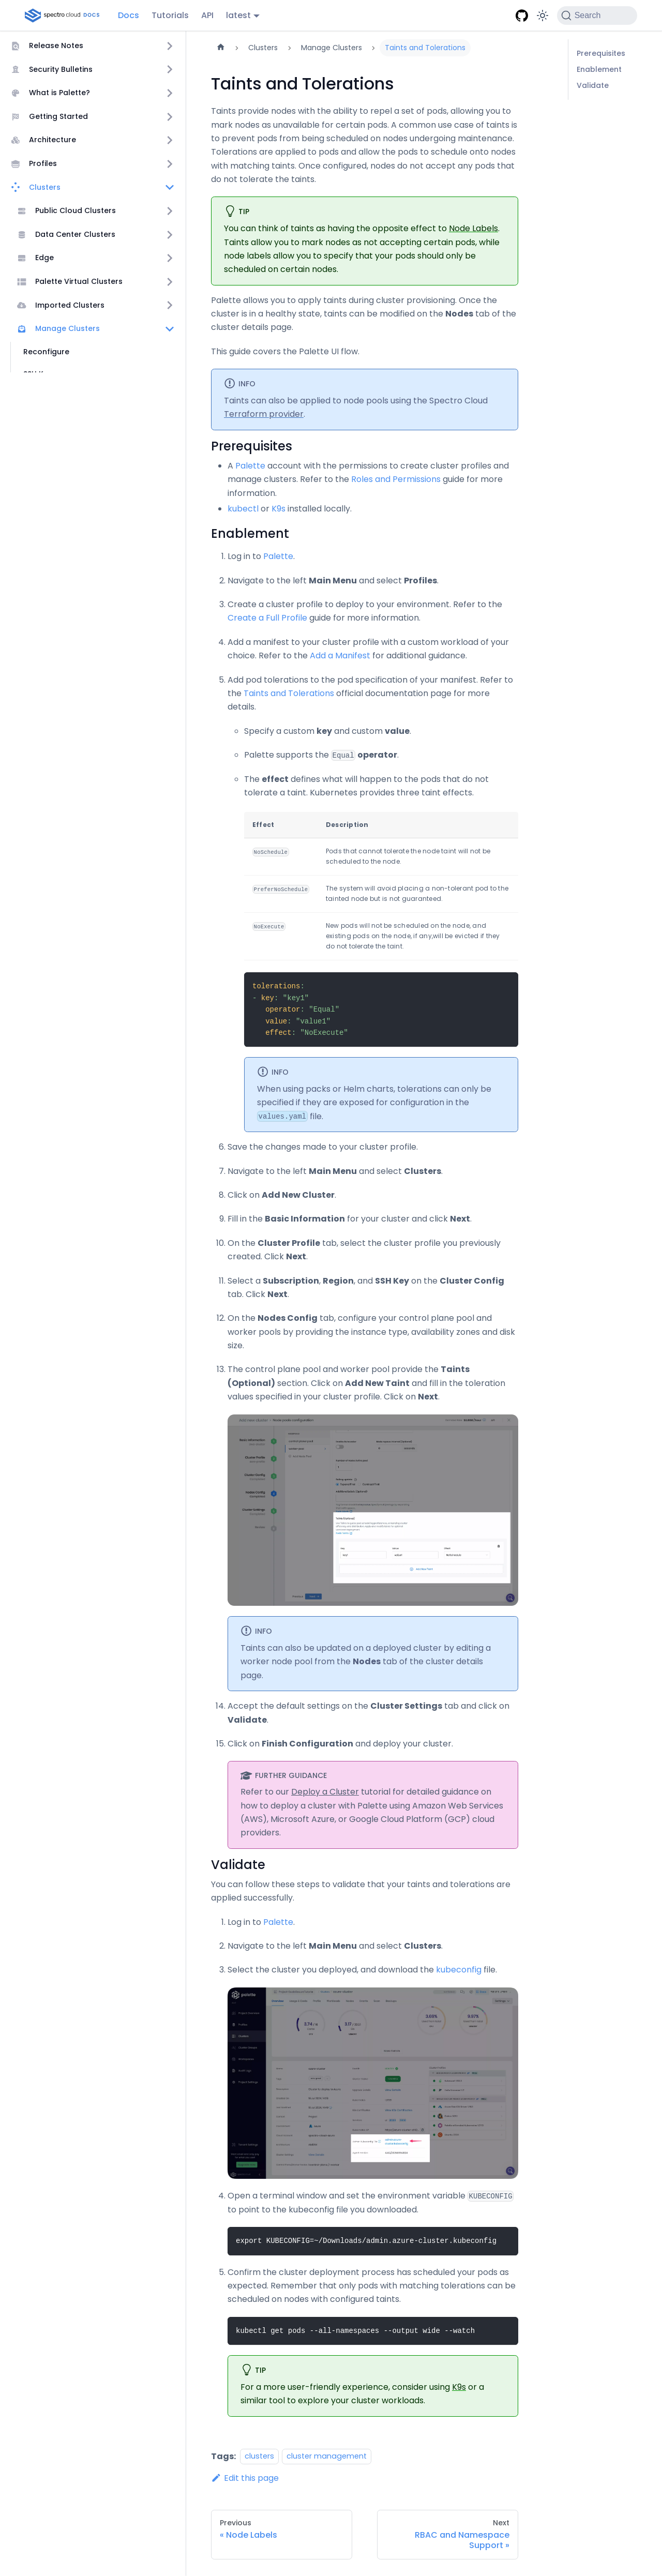 spectro cloud DOCS
Docs
Tutorials
API
latest
Search
Release Notes
Security Bulletins
What is Palette?
Getting Started
Architecture
Profiles
Clusters
Public Cloud Clusters
Data Center Clusters
Edge
Palette Virtual Clusters
Imported Clusters
Manage Clusters
Reconfigure
Clusters
Manage Clusters
Taints and Tolerations
Prerequisites
Enablement
Validate
Taints and Tolerations
Taints provide nodes with the ability to repel a set of pods, allowing you to
mark nodes as unavailable for certain pods. A common use case of taints is
to prevent pods from being scheduled on nodes undergoing maintenance.
Tolerations are applied to pods and allow the pods to schedule onto nodes
with matching taints. Once configured, nodes do not accept any pods that
do not tolerate the taints.
TIP
You can think of taints as having the opposite effect to Node Labels.
Taints allow you to mark nodes as not accepting certain pods, while
node labels allow you to specify that your pods should only be
scheduled on certain nodes.
Palette allows you to apply taints during cluster provisioning. Once the
cluster is in a healthy state, taints can be modified on the Nodes tab of the
cluster details page.
This guide covers the Palette UI flow.
INFO
Taints can also be applied to node pools using the Spectro Cloud
Terraform provider.
Prerequisites
• A Palette account with the permissions to create cluster profiles and
manage clusters. Refer to the Roles and Permissions guide for more
information.
• kubectl or K9s installed locally.
Enablement
1. Log in to Palette.
2. Navigate to the left Main Menu and select Profiles.
3. Create a cluster profile to deploy to your environment. Refer to the
Create a Full Profile guide for more information.
4. Add a manifest to your cluster profile with a custom workload of your
choice. Refer to the Add a Manifest for additional guidance.
5. Add pod tolerations to the pod specification of your manifest. Refer to
the Taints and Tolerations official documentation page for more
details.
◦ Specify a custom key and custom value.
◦ Palette supports the Equal operator.
◦ The effect defines what will happen to the pods that do not
tolerate a taint. Kubernetes provides three taint effects.
Effect Description
NoSchedule Pods that cannot tolerate the node taint will not be
scheduled to the node.
PreferNoSchedule The system will avoid placing a non-tolerant pod to the
tainted node but is not guaranteed.
NoExecute New pods will not be scheduled on the node, and
existing pods on the node, if any,will be evicted if they
do not tolerate the taint.
tolerations:
- key: "key1"
operator: "Equal"
value: "value1"
effect: "NoExecute"
INFO
When using packs or Helm charts, tolerations can only be
specified if they are exposed for configuration in the
values.yaml file.
6. Save the changes made to your cluster profile.
7. Navigate to the left Main Menu and select Clusters.
8. Click on Add New Cluster.
9. Fill in the Basic Information for your cluster and click Next.
10. On the Cluster Profile tab, select the cluster profile you previously
created. Click Next.
11. Select a Subscription, Region, and SSH Key on the Cluster Config
tab. Click Next.
12. On the Nodes Config tab, configure your control plane pool and
worker pools by providing the instance type, availability zones and disk
size.
13. The control plane pool and worker pool provide the Taints
(Optional) section. Click on Add New Taint and fill in the toleration
values specified in your cluster profile. Click on Next.
INFO
Taints can also be updated on a deployed cluster by editing a
worker node pool from the Nodes tab of the cluster details
page.
14. Accept the default settings on the Cluster Settings tab and click on
Validate.
15. Click on Finish Configuration and deploy your cluster.
FURTHER GUIDANCE
Refer to our Deploy a Cluster tutorial for detailed guidance on
how to deploy a cluster with Palette using Amazon Web Services
(AWS), Microsoft Azure, or Google Cloud Platform (GCP) cloud
providers.
Validate
You can follow these steps to validate that your taints and tolerations are
applied successfully.
1. Log in to Palette.
2. Navigate to the left Main Menu and select Clusters.
3. Select the cluster you deployed, and download the kubeconfig file.
4. Open a terminal window and set the environment variable KUBECONFIG
to point to the kubeconfig file you downloaded.
export KUBECONFIG=~/Downloads/admin.azure-cluster.kubeconfig
5. Confirm the cluster deployment process has scheduled your pods as
expected. Remember that only pods with matching tolerations can be
scheduled on nodes with configured taints.
kubectl get pods --all-namespaces --output wide --watch
TIP
For a more user-friendly experience, consider using K9s or a
similar tool to explore your cluster workloads.
Tags: clusters cluster management
Edit this page
Previous
« Node Labels
Next
RBAC and Namespace
Support »